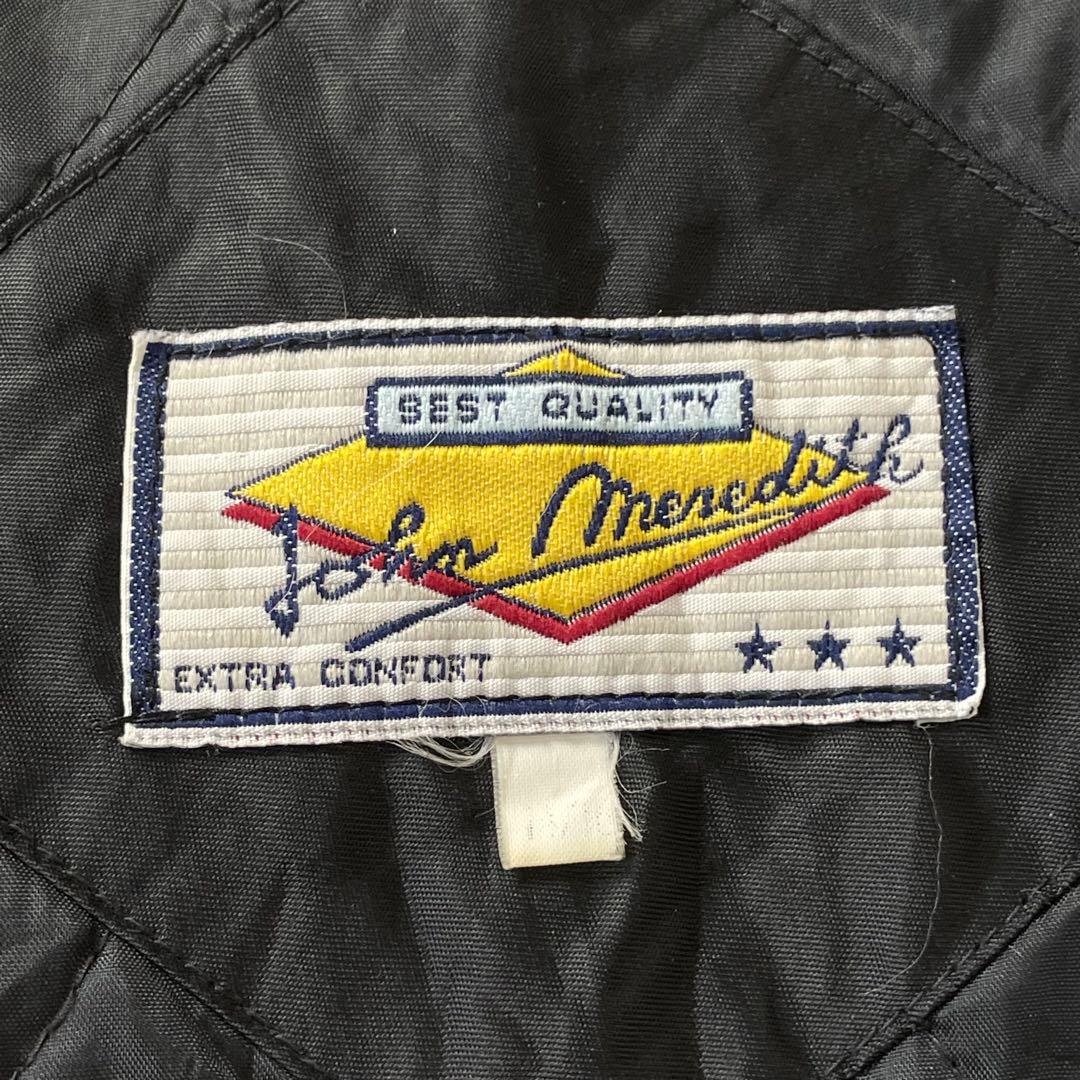 BEST QUALITY
John Meredith
EXTRA CONFORT